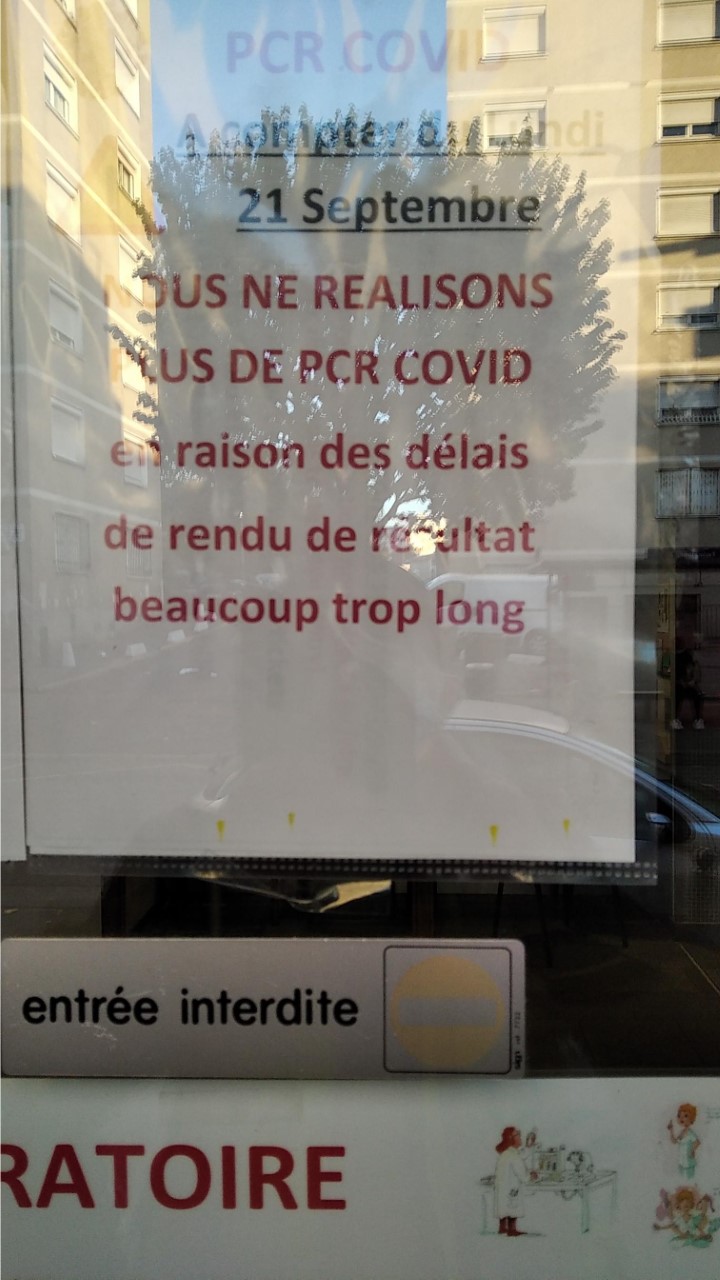 PCR COVID
A compter du Lundi
21 Septembre
NOUS NE REALISONS
PLUS DE PCR COVID
en raison des délais
de rendu de résultat
beaucoup trop long
entrée interdite
RATOIRE